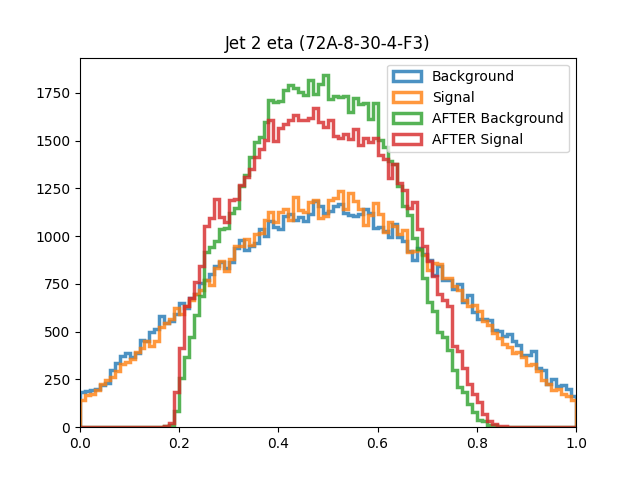 Jet 2 eta (72A-8-30-4-F3)
Background
Signal
AFTER Background
AFTER Signal
1750
1500
1250
1000
750
500
250
0
0.0 0.2 0.4 0.6 0.8 1.0